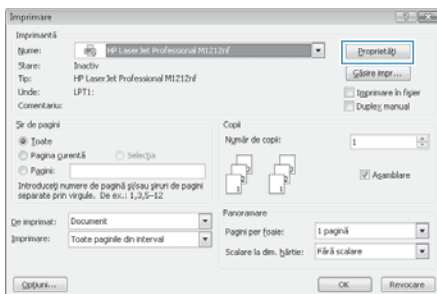 Imprimare
Imprimantă
Nume: HP LaserJet Professional M1212nf Proprietăți
Stare: Inactiv
Tip: HP LaserJet Professional M1212nf Găsire impr...
Unde: LPT1: Imprimare în fișier
Comentariu: Duplex manual
Șir de pagini
Toate
Pagina curentă Selecția
Pagini:
Introduceți numere de pagină și/sau șiruri de pagini
separate prin virgule. De ex.: 1,3,5–12
Copii
Număr de copii: 1
Asamblare
De imprimat: Document
Imprimare: Toate paginile din interval
Panoramare
Pagini per foaie: 1 pagină
Scalare la dim. hârtie: Fără scalare
Opțiuni... OK Revocare